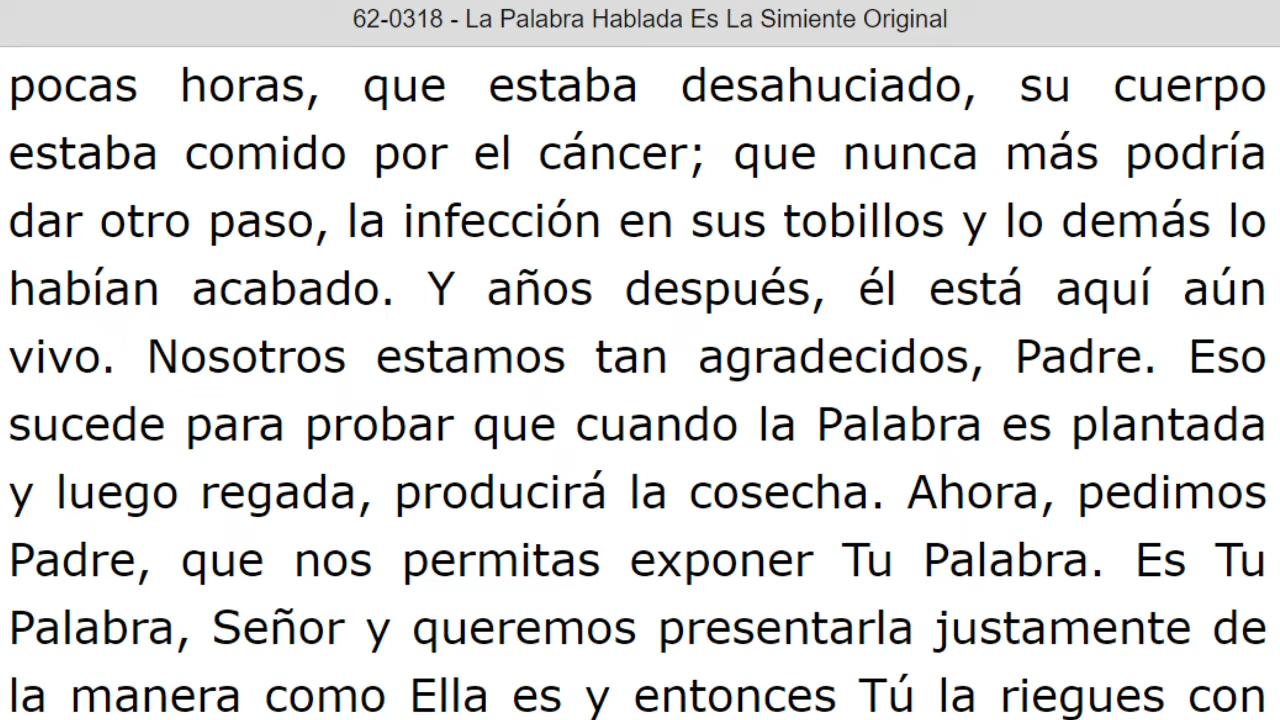 62-0318 - La Palabra Hablada Es La Simiente Original
pocas horas, que estaba desahuciado, su cuerpo
estaba comido por el cáncer; que nunca más podría
dar otro paso, la infección en sus tobillos y lo demás lo
habían acabado. Y años después, él está aquí aún
vivo. Nosotros estamos tan agradecidos, Padre. Eso
sucede para probar que cuando la Palabra es plantada
y luego regada, producirá la cosecha. Ahora, pedimos
Padre, que nos permitas exponer Tu Palabra. Es Tu
Palabra, Señor y queremos presentarla justamente de
la manera como Ella es y entonces Tú la riegues con